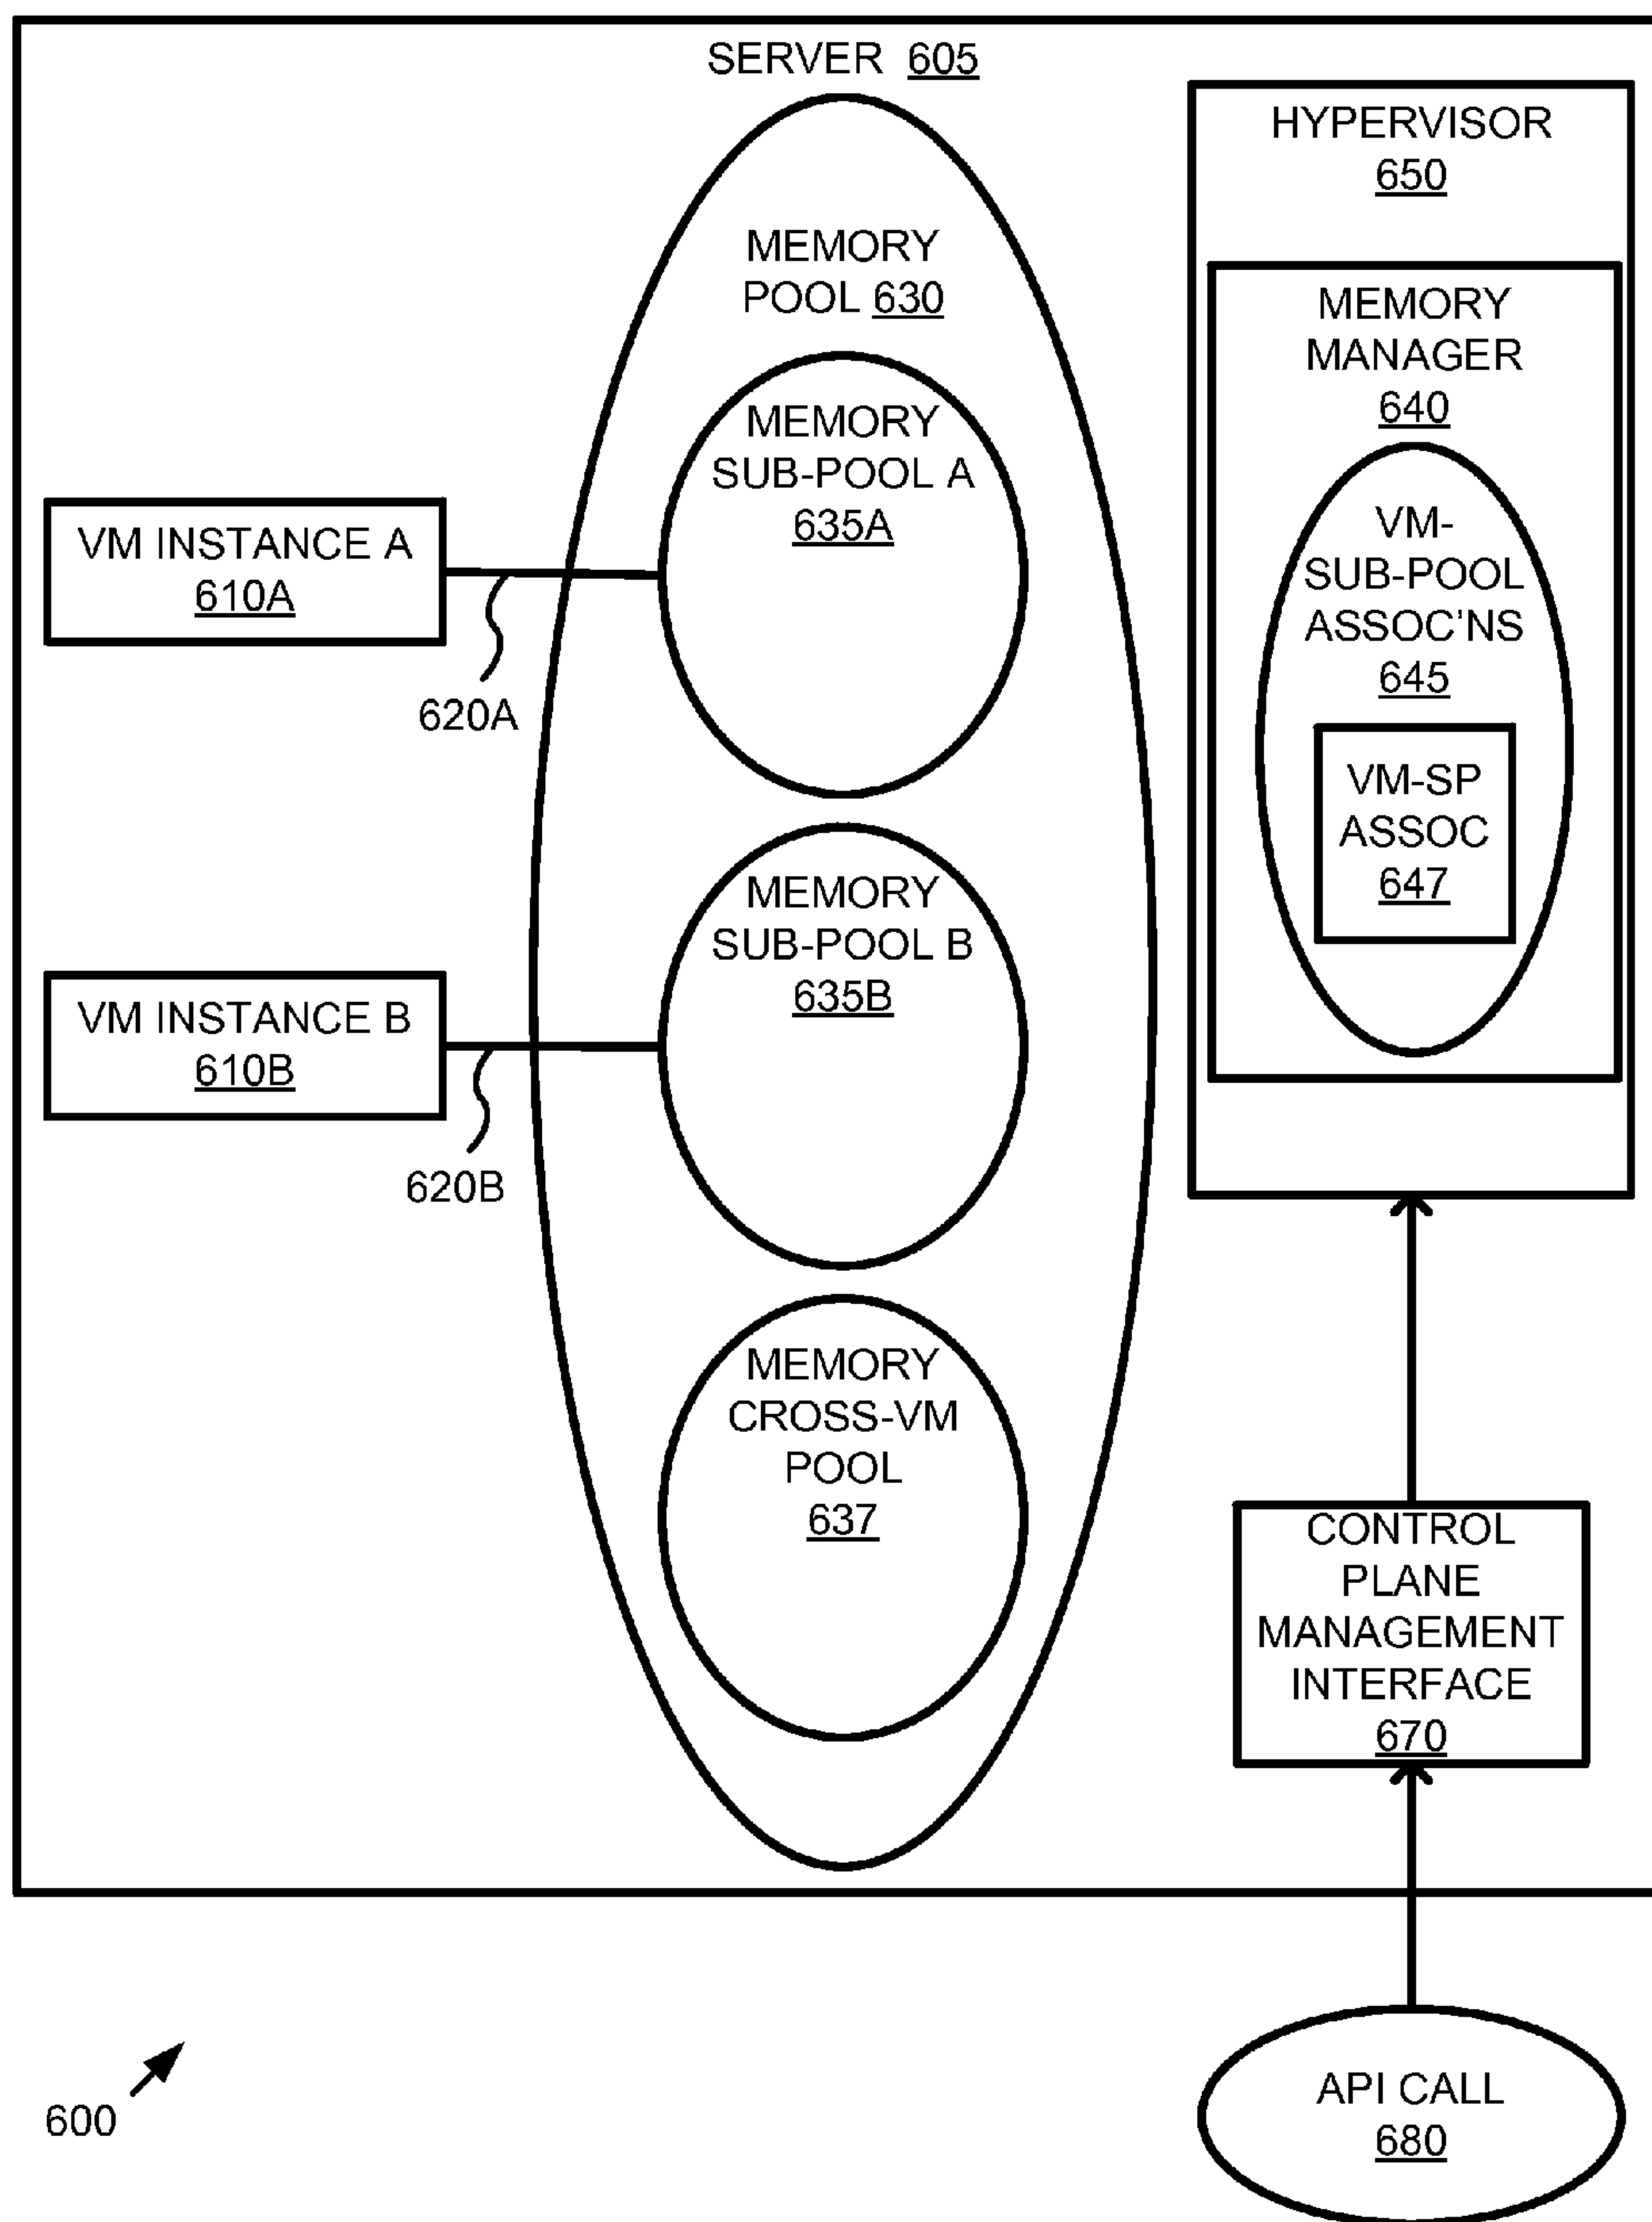 SERVER 605
HYPERVISOR
650
MEMORY
POOL 630
MEMORY
MANAGER
640
MEMORY
SUB-POOL A
635A
VM-
SUB-POOL
ASSOC'NS
645
VM INSTANCE A
610A
620A
VM-SP
ASSOC
647
MEMORY
SUB-POOL B
635B
VM INSTANCE B
610B
620B
MEMORY
CROSS-VM
POOL
637
CONTROL
PLANE
MANAGEMENT
INTERFACE
670
API CALL
680
600